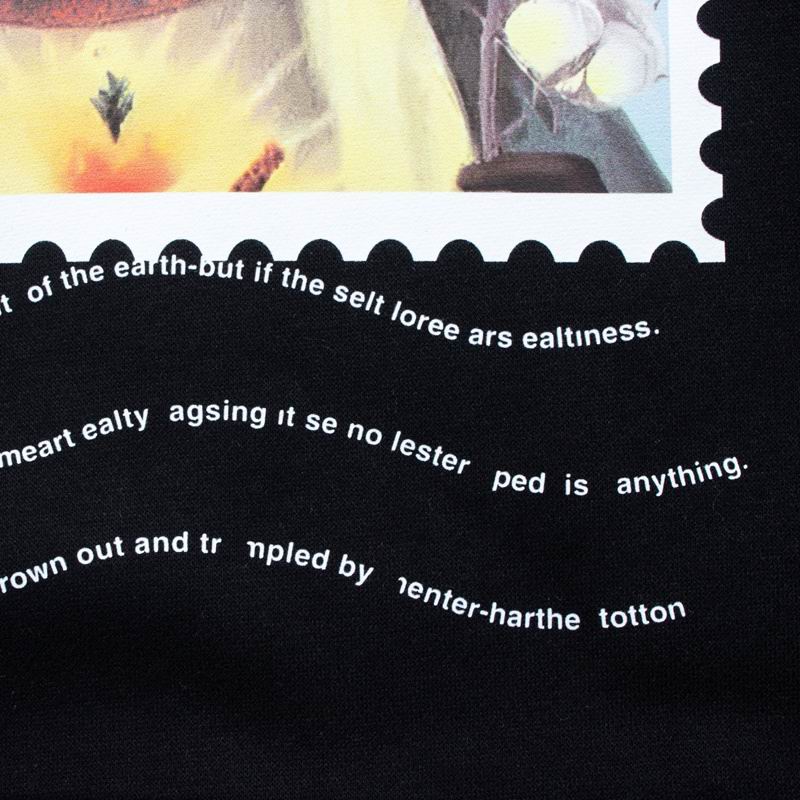 of the earth-but if the selt loree ars ealtıness.
meart ealty agsing ıt se no lester ped is anything.
rown out and tr mpled by enter-harthe totton